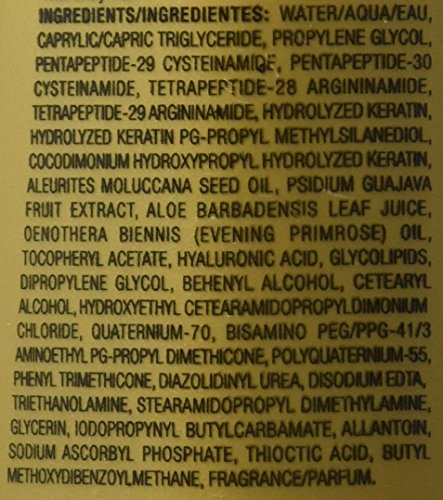 INGREDIENTS/INGREDIENTES: WATER/AQUA/EAU,
CAPRYLIC/CAPRIC TRIGLYCERIDE, PROPYLENE GLYCOL,
PENTAPEPTIDE-29 CYSTEINAMIDE, PENTAPEPTIDE-30
CYSTEINAMIDE, TETRAPEPTIDE-28 ARGININAMIDE,
TETRAPEPTIDE-29 ARGININAMIDE, HYDROLYZED KERATIN,
HYDROLYZED KERATIN PG-PROPYL METHYLSILANEDIOL,
COCODIMONIUM HYDROXYPROPYL HYDROLYZED KERATIN,
ALEURITES MOLUCCANA SEED OIL, PSIDIUM GUAJAVA
FRUIT EXTRACT, ALOE BARBADENSIS LEAF JUICE,
OENOTHERA BIENNIS (EVENING PRIMROSE) OIL,
TOCOPHERYL ACETATE, HYALURONIC ACID, GLYCOLIPIDS,
DIPROPYLENE GLYCOL, BEHENYL ALCOHOL, CETEARYL
ALCOHOL, HYDROXYETHYL CETEARAMIDOPROPYLDIMONIUM
CHLORIDE, QUATERNIUM-70, BISAMINO PEG/PPG-41/3
AMINOETHYL PG-PROPYL DIMETHICONE, POLYQUATERNIUM-55,
PHENYL TRIMETHICONE, DIAZOLIDINYL UREA, DISODIUM EDTA,
TRIETHANOLAMINE, STEARAMIDOPROPYL DIMETHYLAMINE,
GLYCERIN, IODOPROPYNYL BUTYLCARBAMATE, ALLANTOIN,
SODIUM ASCORBYL PHOSPHATE, THIOCTIC ACID, BUTYL
METHOXYDIBENZOYLMETHANE, FRAGRANCE/PARFUM.